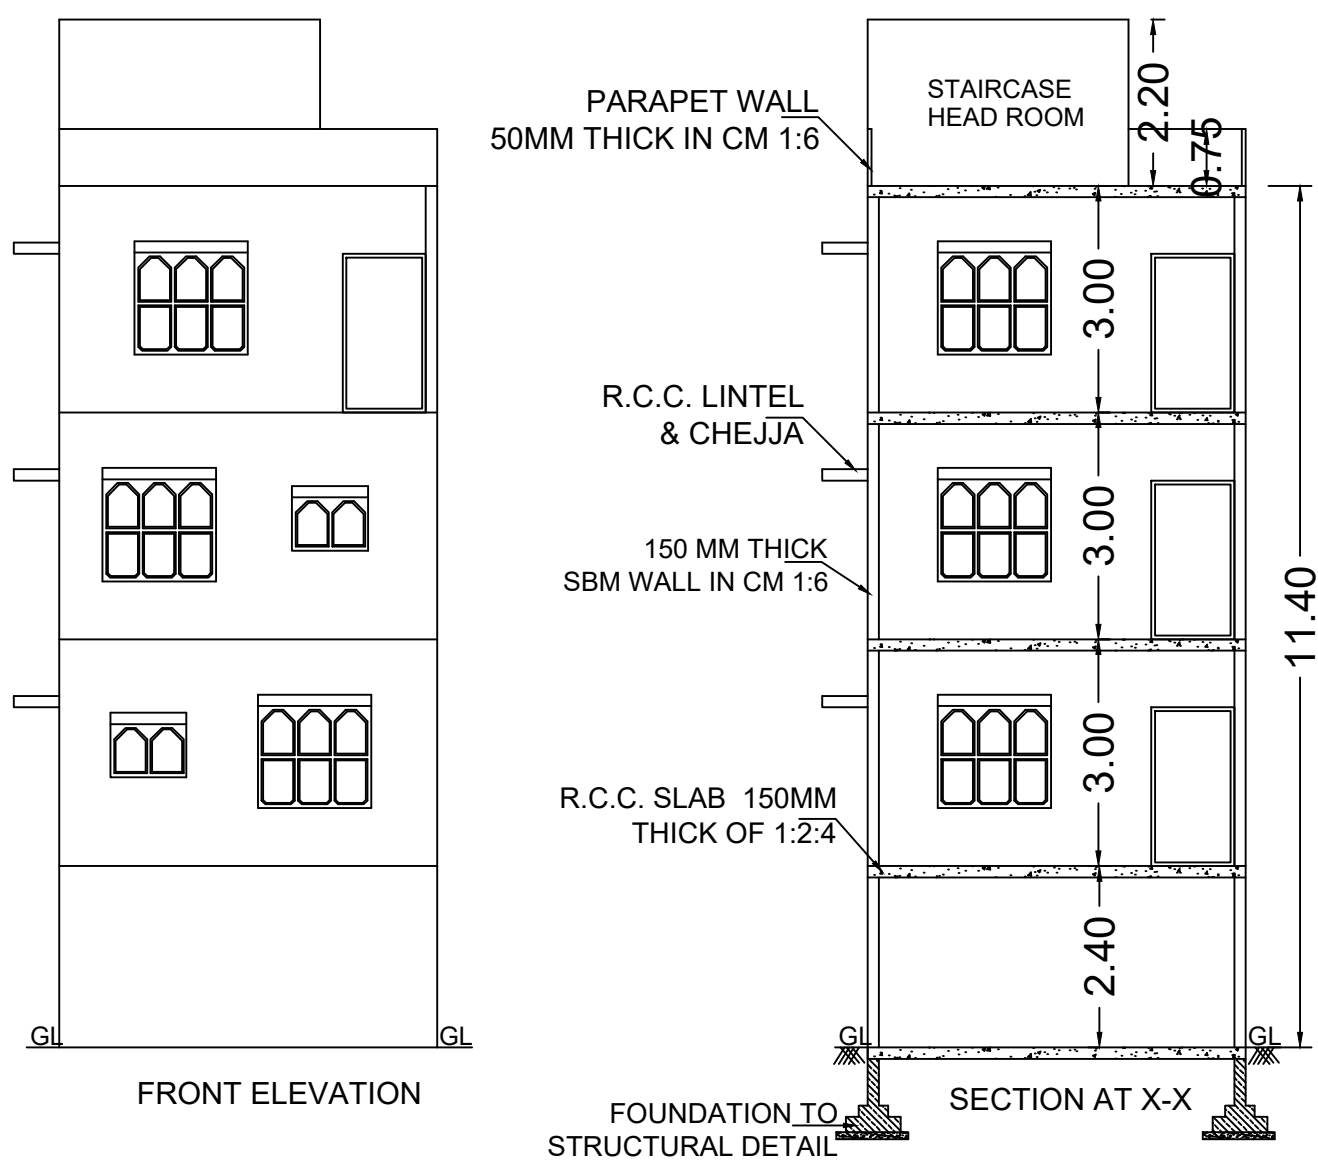 STAIRCASE
HEAD ROOM
2.20
PARAPET WALL
50MM THICK IN CM 1:6
0.75
3.00
R.C.C. LINTEL
& CHEJJA
3.00
150 MM THICK
SBM WALL IN CM 1:6
11.40
3.00
R.C.C. SLAB 150MM
THICK OF 1:2:4
2.40
GL
GL
GL
GL
FRONT ELEVATION
SECTION AT X-X
FOUNDATION TO
STRUCTURAL DETAIL